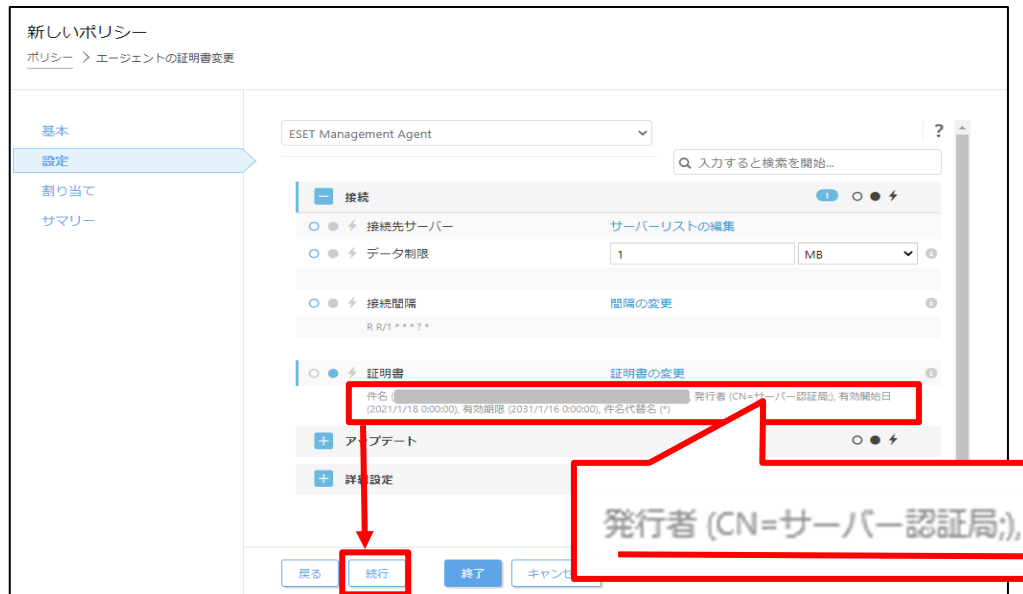 新しいポリシー
ポリシー > エージェントの証明書変更
基本
設定
割り当て
サマリー
ESET Management Agent
?
入力すると検索を開始...
接続
1
接続先サーバー サーバーリストの編集
データ制限 1 MB
接続間隔 間隔の変更
R R/1 * * * ? *
証明書 証明書の変更
件名 ( , 発行者 (CN=サーバー認証局;), 有効開始日
(2021/1/18 0:00:00), 有効期限 (2031/1/16 0:00:00), 件名代替名 (*)
アップデート
詳細設定
発行者 (CN=サーバー認証局;),
戻る 続行 終了 キャンセ